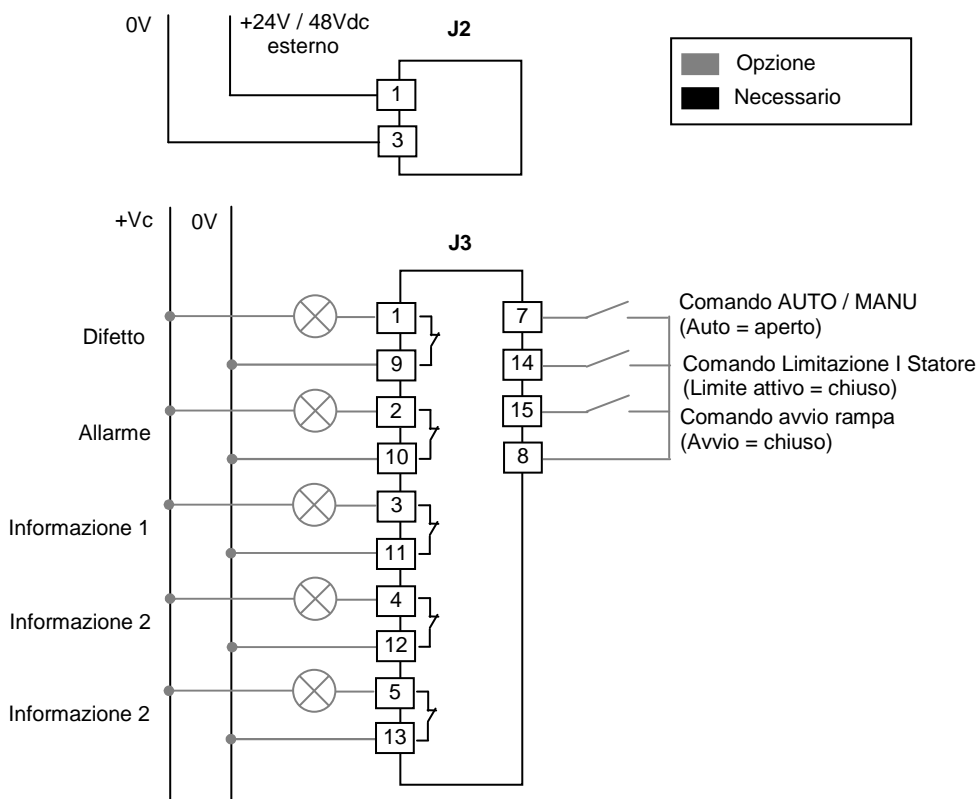 0V
+24V / 48Vdc
esterno
J2
1
3
Opzione
Necessario
+Vc
0V
J3
Difetto
1
9
Allarme
2
10
Informazione 1
3
11
Informazione 2
4
12
Informazione 2
5
13
7
14
15
8
Comando AUTO / MANU
(Auto = aperto)
Comando Limitazione I Statore
(Limite attivo = chiuso)
Comando avvio rampa
(Avvio = chiuso)